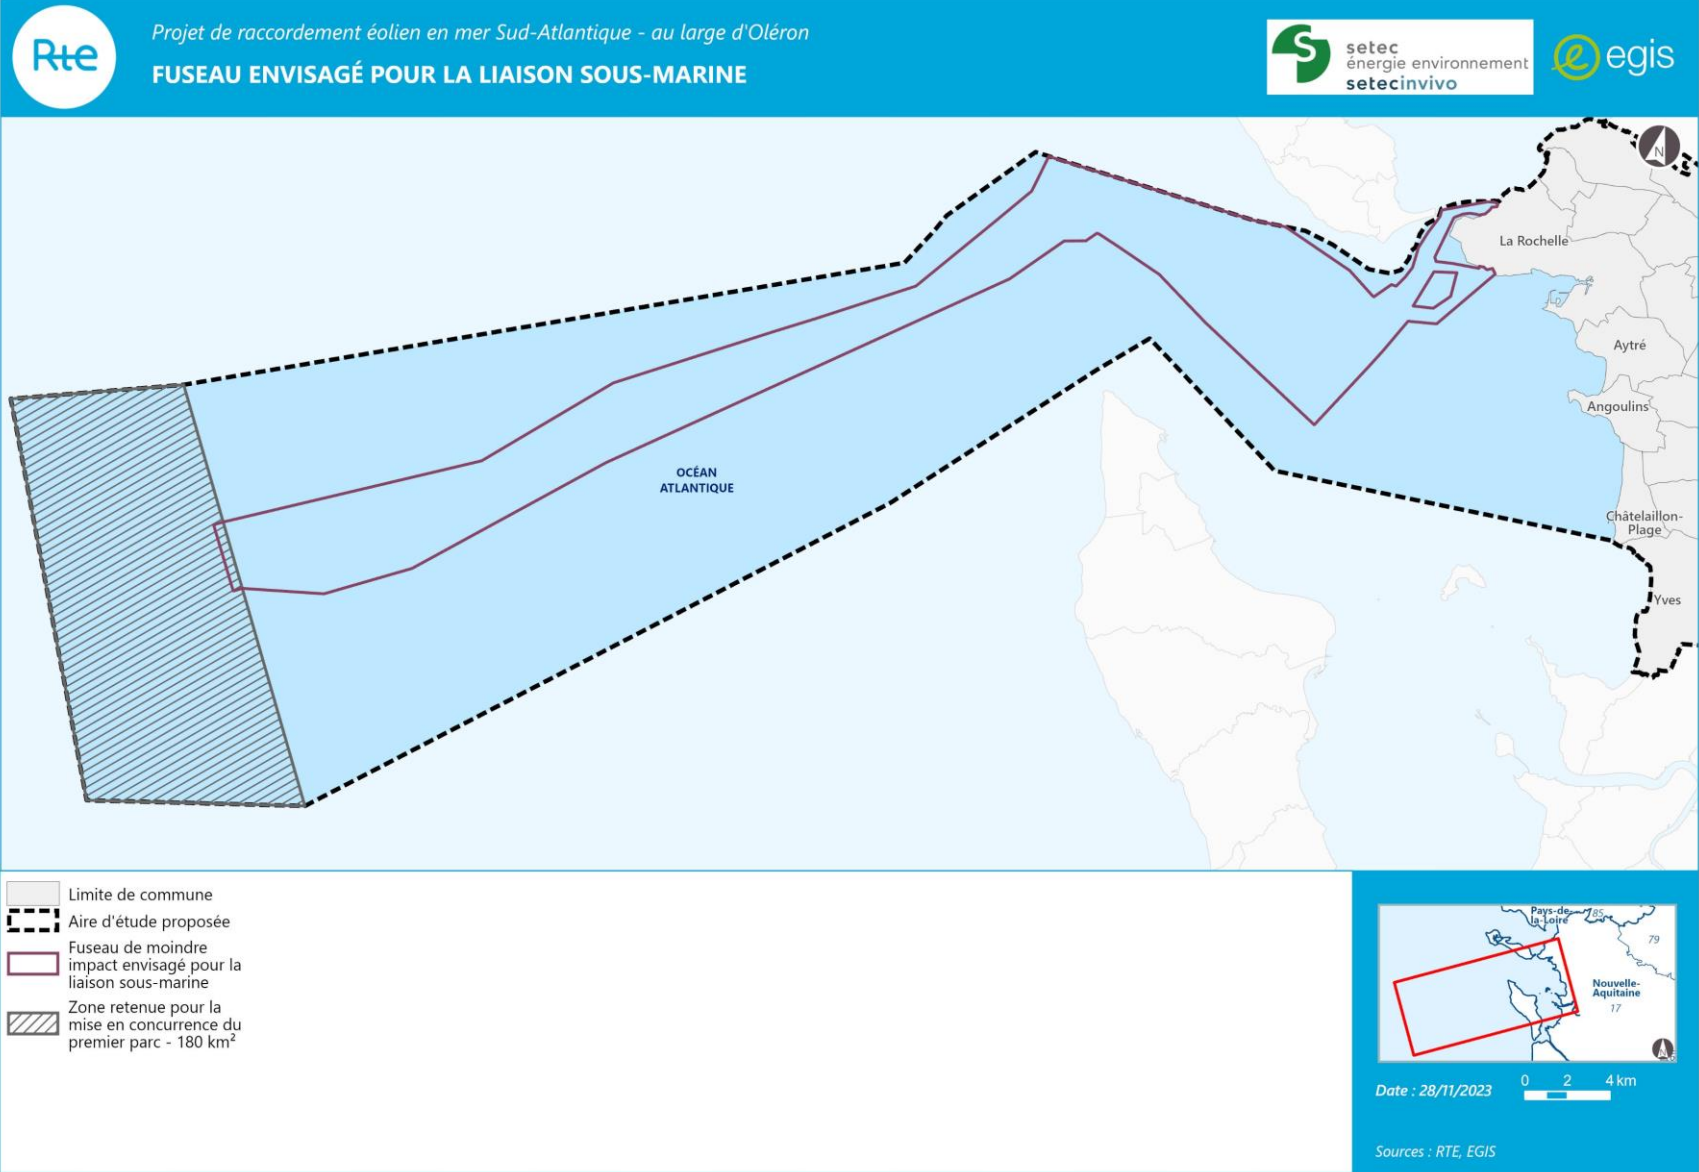 Rte
Projet de raccordement éolien en mer Sud-Atlantique - au large d'Oléron
FUSEAU ENVISAGÉ POUR LA LIAISON SOUS-MARINE
setec
énergie environnement
setecinvivo
egis
N
La Rochelle
Aytré
Angoulins
OCÉAN
ATLANTIQUE
Châtelaillon-
Plage
Yves
Limite de commune
Aire d'étude proposée
Fuseau de moindre
impact envisagé pour la
liaison sous-marine
Zone retenue pour la
mise en concurrence du
premier parc - 180 km²
Pays-de-
la-Loire
85
79
Nouvelle-
Aquitaine
17
N
Date : 28/11/2023
0 2 4 km
Sources : RTE, EGIS